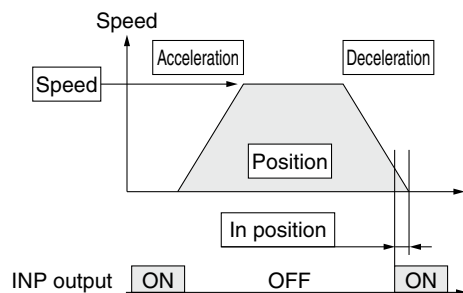 Speed
Acceleration
Deceleration
Speed
Position
In position
INP output
ON
OFF
ON